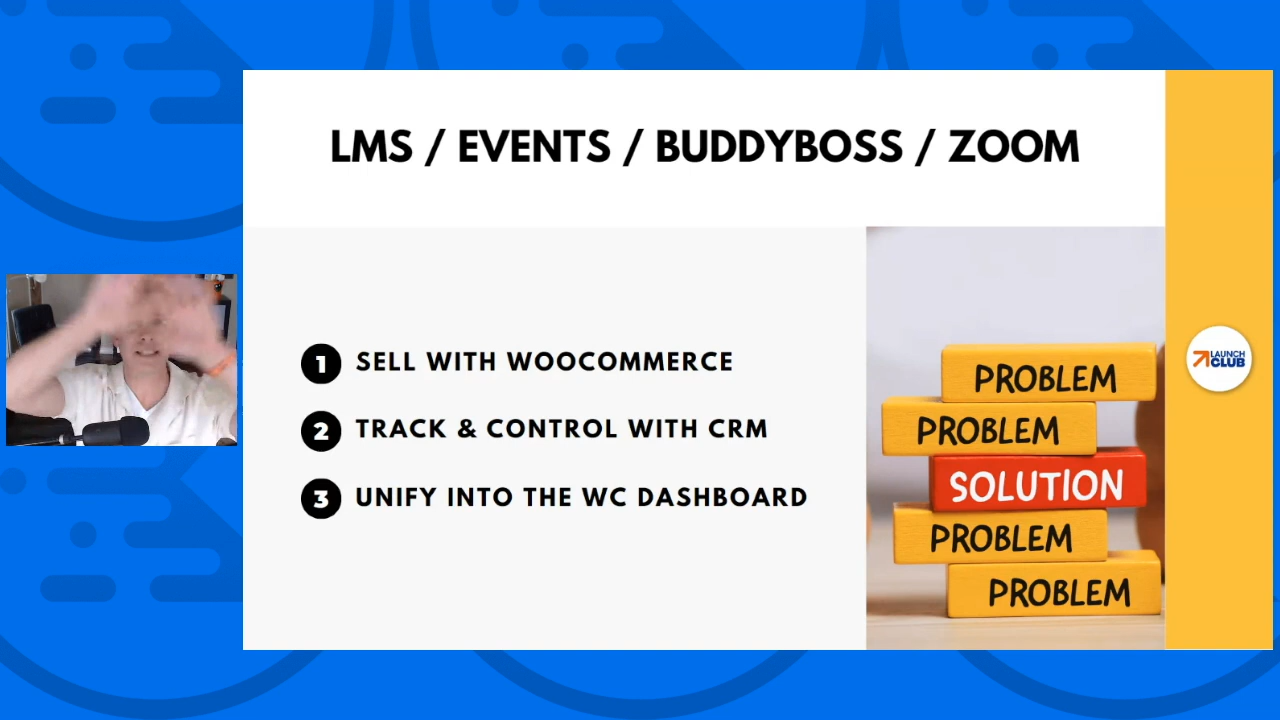 LMS / EVENTS / BUDDYBOSS / ZOOM
1 SELL WITH WOOCOMMERCE
2 TRACK & CONTROL WITH CRM
3 UNIFY INTO THE WC DASHBOARD
PROBLEM
PROBLEM
SOLUTION
PROBLEM
PROBLEM
LAUNCH
CLUB